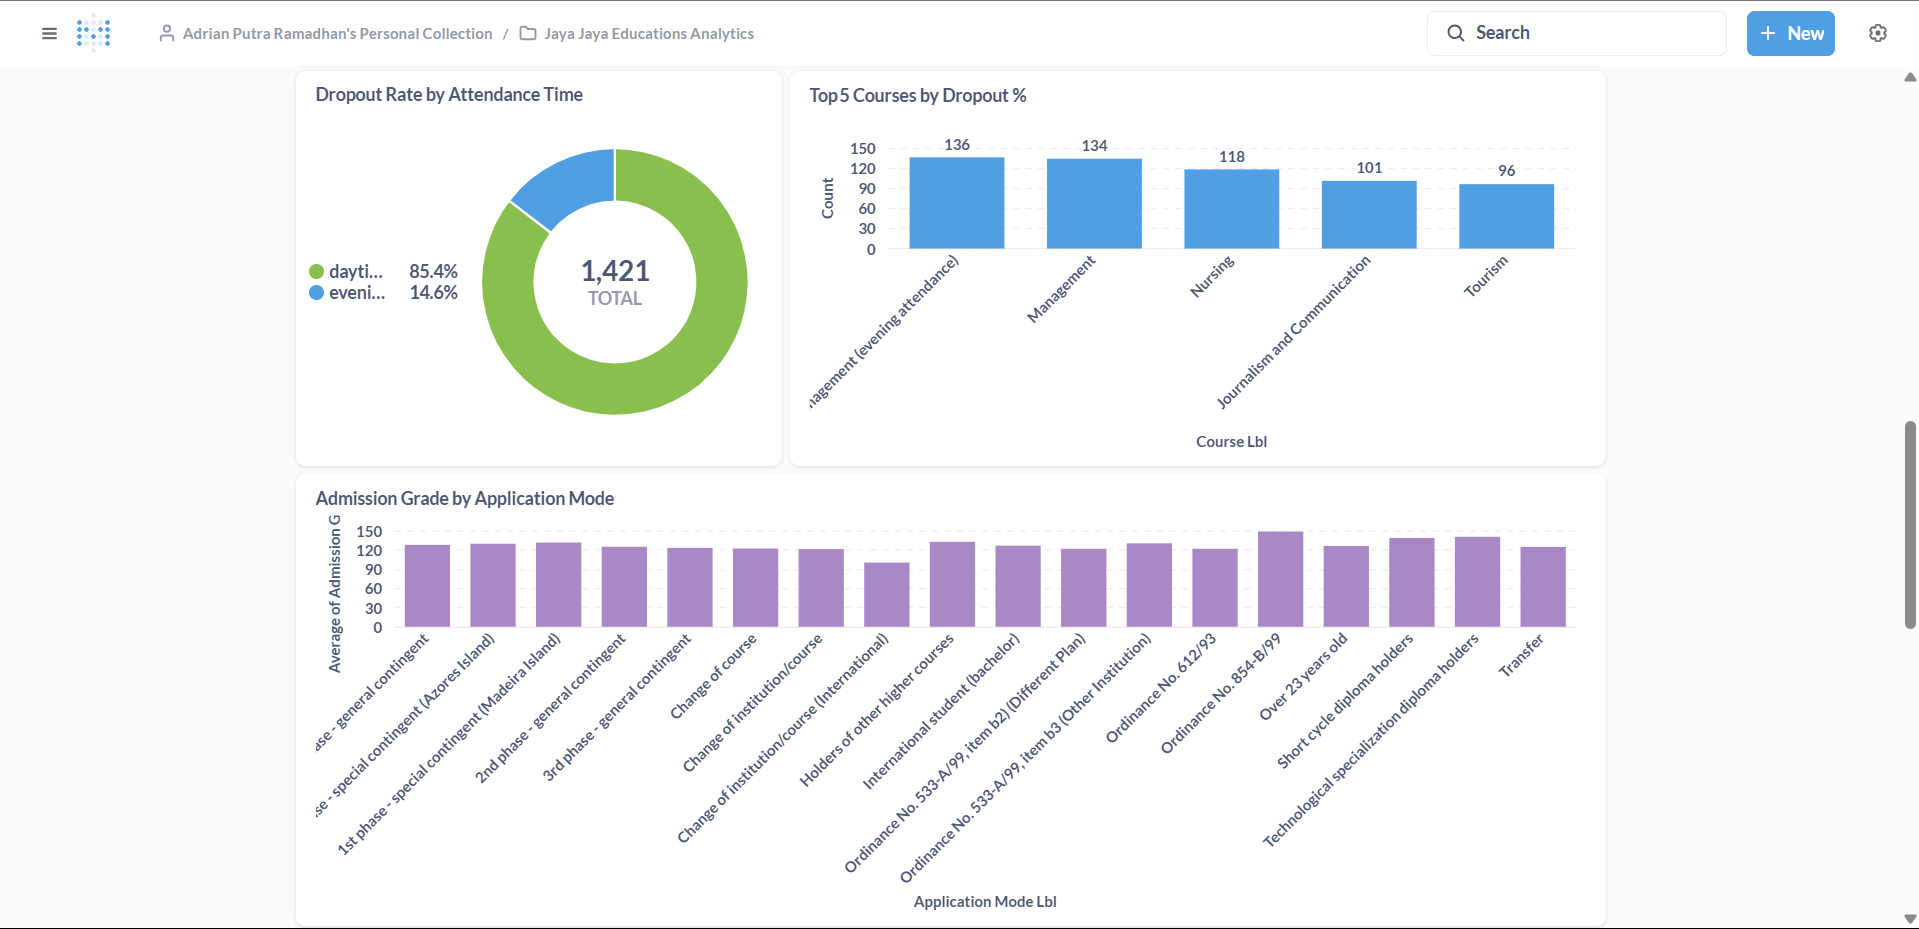 Adrian Putra Ramadhan's Personal Collection / Jaya Jaya Educations Analytics
Search
New
Dropout Rate by Attendance Time
dayti... 85.4%
eveni... 14.6%
1,421
TOTAL
Top 5 Courses by Dropout %
Count
150
120
90
60
30
0
136
134
118
101
96
nagement (evening attendance)
Management
Nursing
Journalism and Communication
Tourism
Course Lbl
Admission Grade by Application Mode
Average of Admission G
150
120
90
60
30
0
ase - general contingent
se - special contingent (Azores Island)
1st phase - special contingent (Madeira Island)
2nd phase - general contingent
3rd phase - general contingent
Change of course
Change of institution/course
Change of institution/course (International)
Holders of other higher courses
International student (bachelor)
Ordinance No. 533-A/99, item b2) (Different Plan)
Ordinance No. 533-A/99, item b3 (Other Institution)
Ordinance No. 612/93
Ordinance No. 854-B/99
Over 23 years old
Short cycle diploma holders
Technological specialization diploma holders
Transfer
Application Mode Lbl